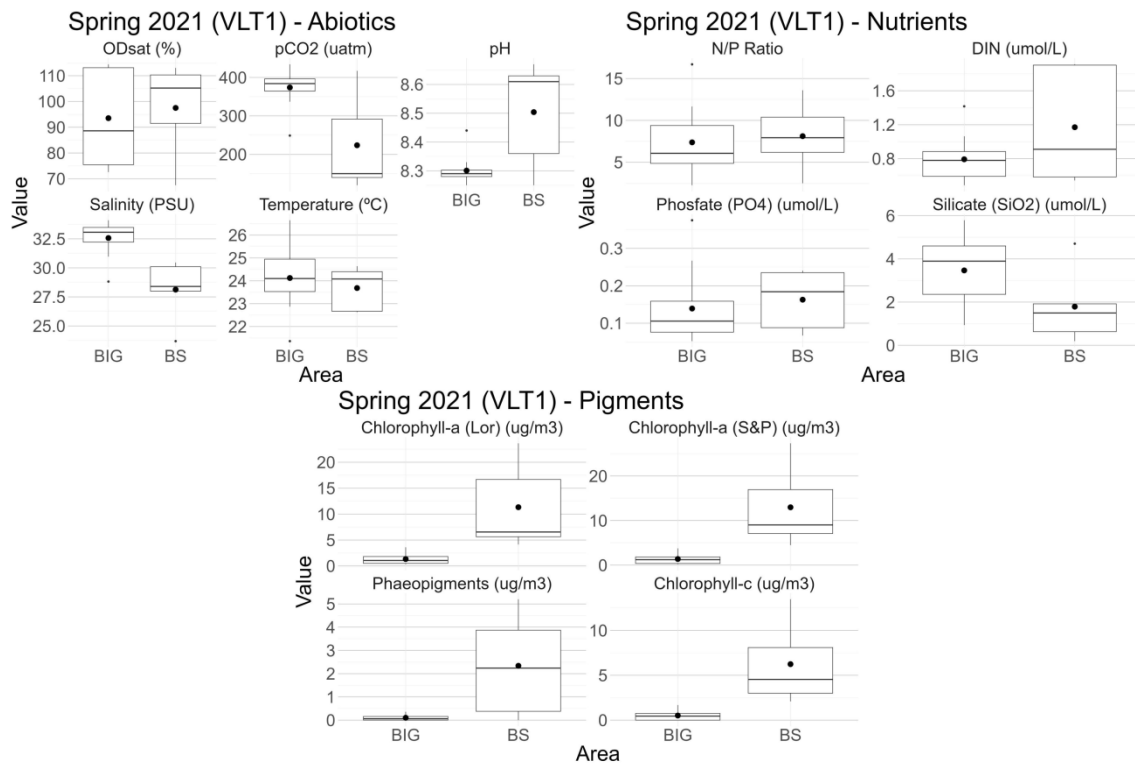 Spring 2021 (VLT1) - Abiotics
ODsat (%) pCO2 (uatm) pH
110
100
90
80
70
400
300
200
8.6
8.5
8.4
8.3
BIG BS
Salinity (PSU) Temperature (ºC)
32.5
30.0
27.5
25.0
26
25
24
23
22
BIG BS BIG BS
Value
Area
Spring 2021 (VLT1) - Nutrients
N/P Ratio DIN (umol/L)
15
10
5
1.6
1.2
0.8
Phosfate (PO4) (umol/L) Silicate (SiO2) (umol/L)
0.3
0.2
0.1
6
4
2
0
BIG BS BIG BS
Value
Area
Spring 2021 (VLT1) - Pigments
Chlorophyll-a (Lor) (ug/m3) Chlorophyll-a (S&P) (ug/m3)
20
15
10
5
0
20
10
0
Phaeopigments (ug/m3) Chlorophyll-c (ug/m3)
5
4
3
2
1
0
10
5
0
BIG BS BIG BS
Value
Area